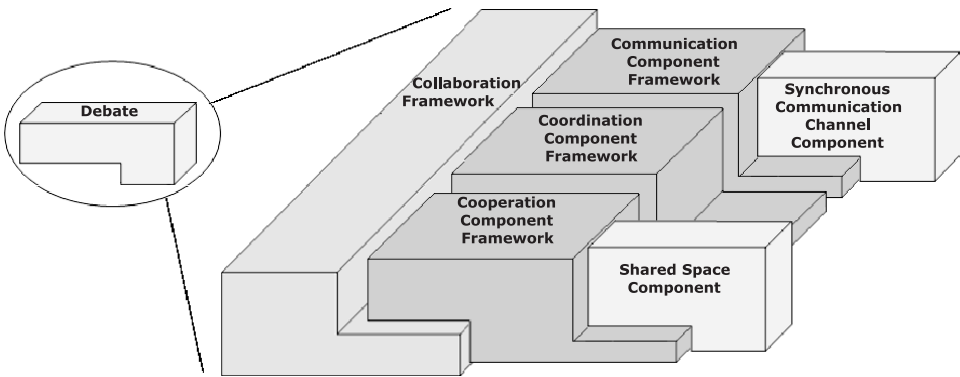 Debate
Collaboration
Framework
Communication
Component
Framework
Synchronous
Communication
Channel
Component
Coordination
Component
Framework
Cooperation
Component
Framework
Shared Space
Component